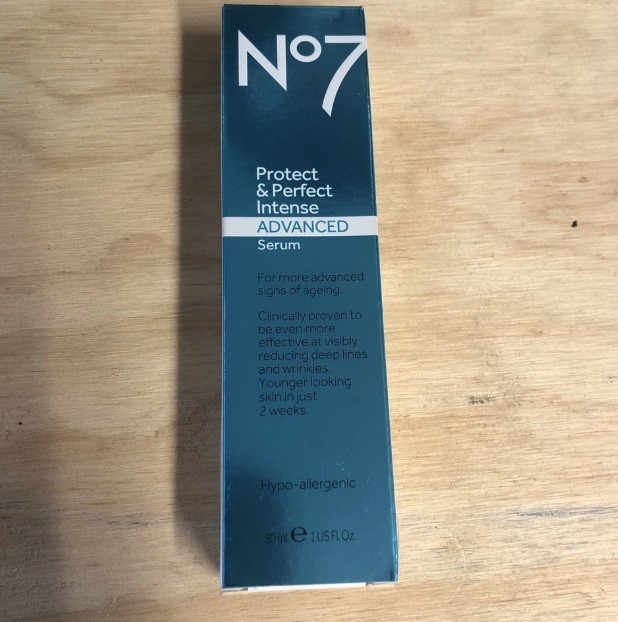 No7
Protect
& Perfect
Intense
ADVANCED
Serum
For more advanced
signs of ageing.
Clinically proven to
be even more
effective at visibly
reducing deep lines
and wrinkles.
Younger looking
skin in just
2 weeks.
Hypo-allergenic
30 ml ℮ 1 US Fl. Oz.